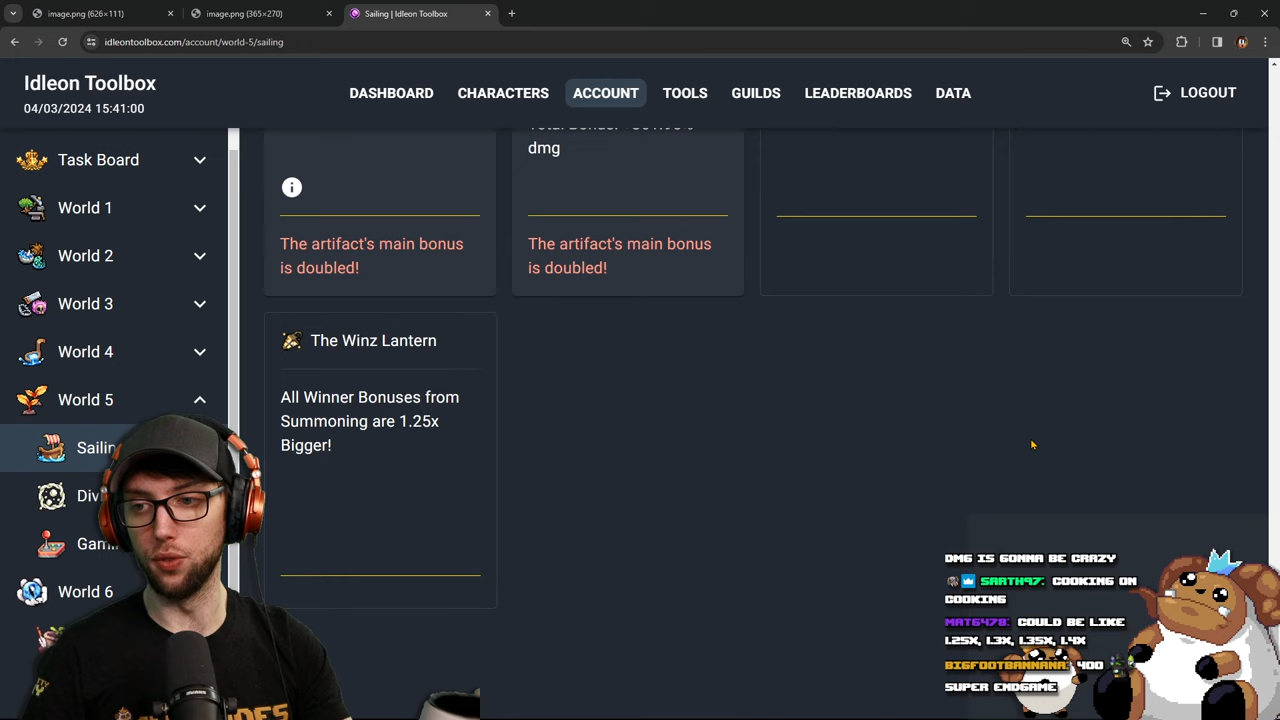 image.png (626×111)
image.png (365×270)
Sailing | Idleon Toolbox
idleontoolbox.com/account/world-5/sailing
Idleon Toolbox
04/03/2024 15:41:00
DASHBOARD
CHARACTERS
ACCOUNT
TOOLS
GUILDS
LEADERBOARDS
DATA
LOGOUT
Task Board
World 1
World 2
World 3
World 4
World 5
World 6
dmg
The artifact's main bonus
is doubled!
The artifact's main bonus
is doubled!
The Winz Lantern
All Winner Bonuses from
Summoning are 1.25x
Bigger!
DMG IS GONNA BE CRAZY
SARTH97: COOKING ON
COOKING
MAT6478: COULD BE LIKE
1.25X, 1.3X, 1.35X, 1.4X
BIGFOOTBANNANA: 400
SUPER ENDGAME